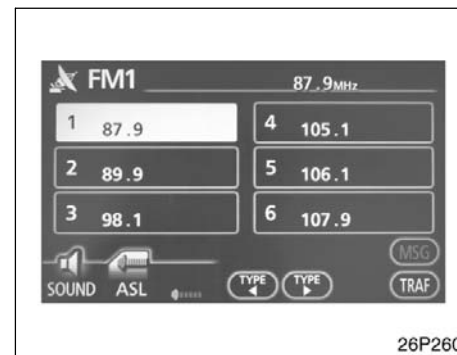 FM1 87.9MHz
1 87.9 4 105.1
2 89.9 5 106.1
3 98.1 6 107.9
MSG
SOUND ASL TYPE TYPE TRAF
26P260